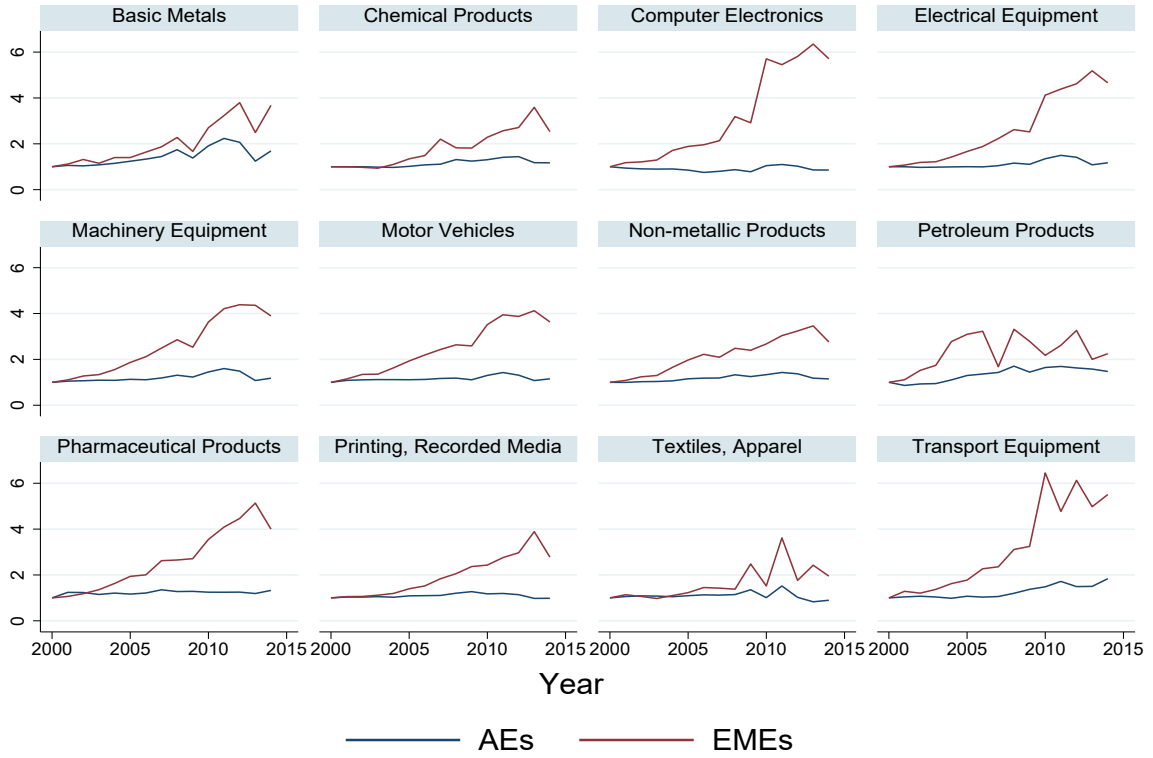 Basic Metals Chemical Products Computer Electronics Electrical Equipment
6
4
2
0
Machinery Equipment Motor Vehicles Non-metallic Products Petroleum Products
6
4
2
0
Pharmaceutical Products Printing, Recorded Media Textiles, Apparel Transport Equipment
6
4
2
0
2000 2005 2010 2015 2000 2005 2010 2015 2000 2005 2010 2015 2000 2005 2010 2015
Year
AEs EMEs